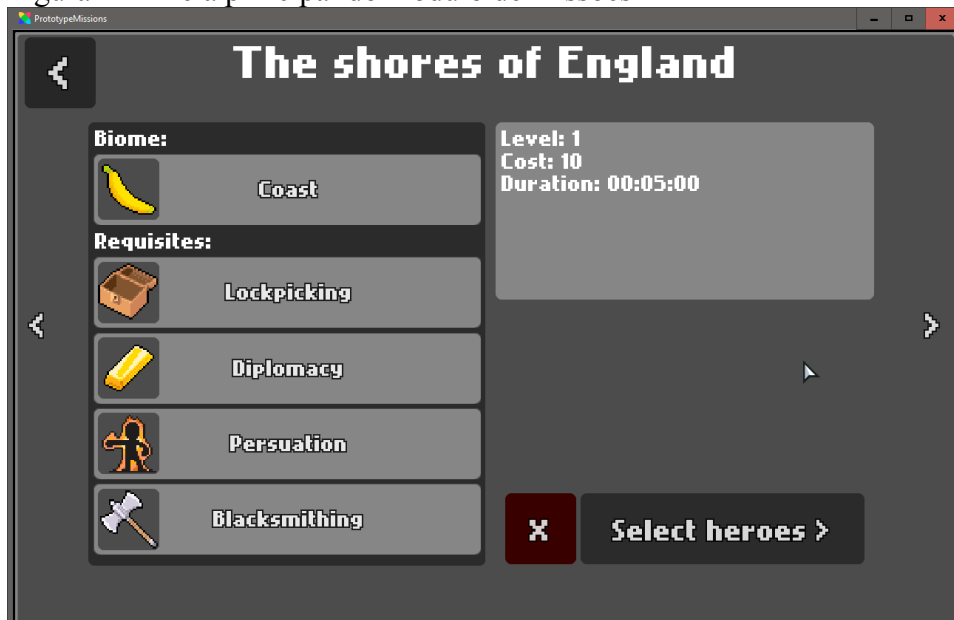 PrototypeMissions
The shores of England
Biome:
Coast
Requisites:
Lockpicking
Diplomacy
Persuation
Blacksmithing
Level: 1
Cost: 10
Duration: 00:05:00
X
Select heroes >